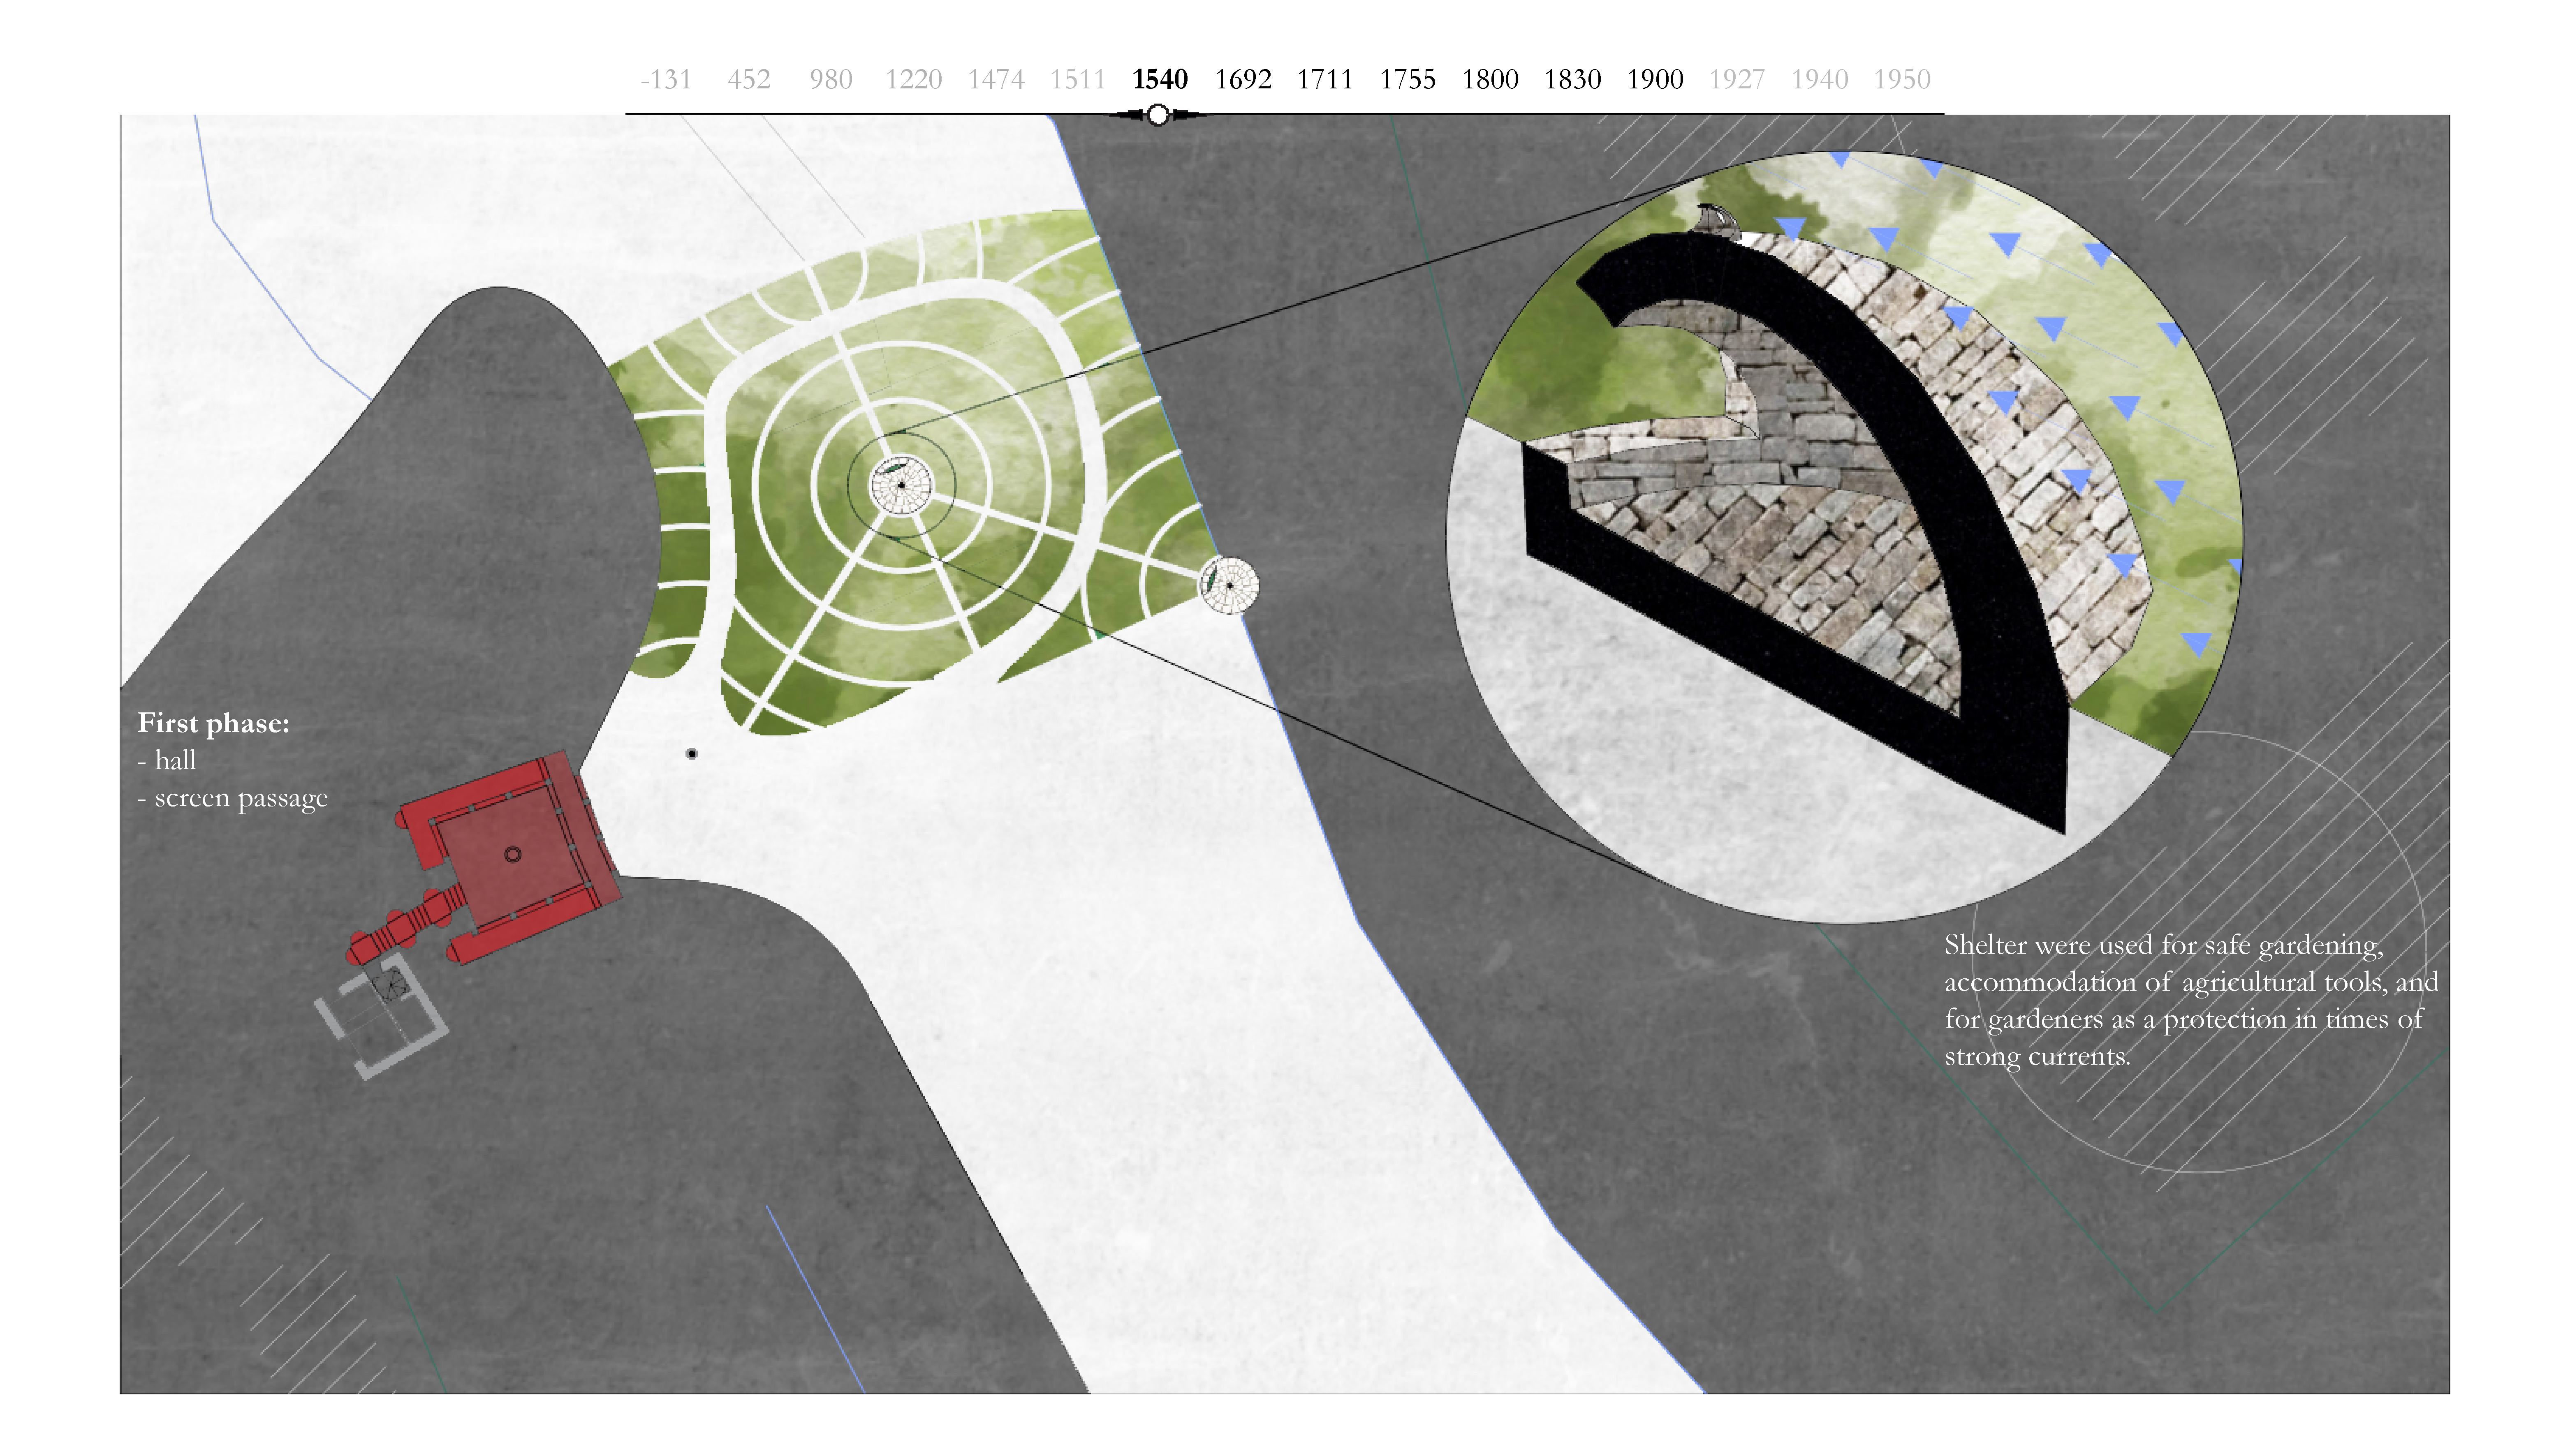 -131 452 980 1220 1474 1511 1540 1692 1711 1755 1800 1830 1900 1927 1940 1950
First phase:
- hall
- screen passage
Shelter were used for safe gardening,
accommodation of agricultural tools, and
for gardeners as a protection in times of
strong currents.